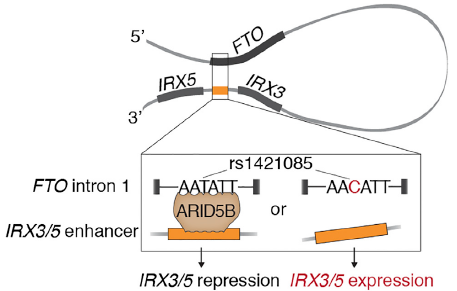 5'
FTO
IRX5
IRX3
3'
rs1421085
FTO intron 1
AATATT
AACATT
ARID5B
or
IRX3/5 enhancer
IRX3/5 repression
IRX3/5 expression